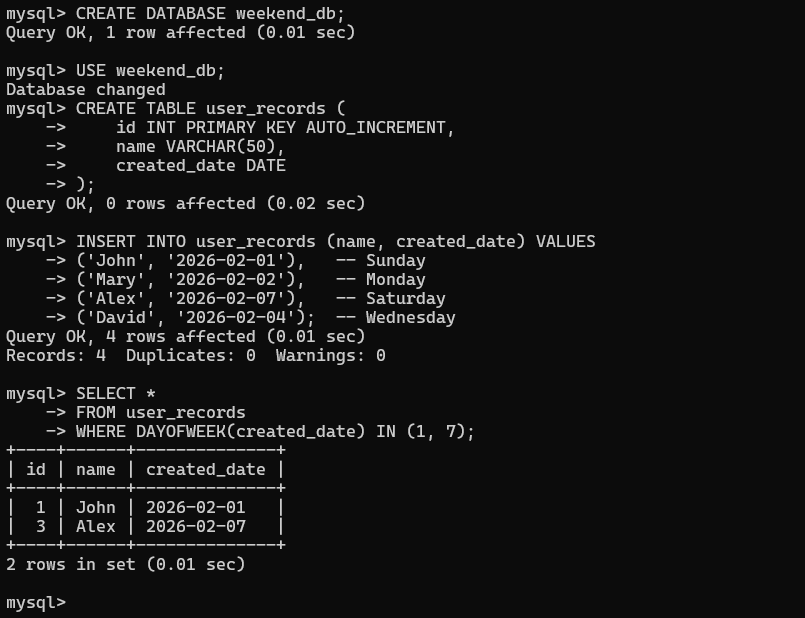 mysql> CREATE DATABASE weekend_db;
Query OK, 1 row affected (0.01 sec)

mysql> USE weekend_db;
Database changed
mysql> CREATE TABLE user_records (
    ->     id INT PRIMARY KEY AUTO_INCREMENT,
    ->     name VARCHAR(50),
    ->     created_date DATE
    -> );
Query OK, 0 rows affected (0.02 sec)

mysql> INSERT INTO user_records (name, created_date) VALUES
    -> ('John', '2026-02-01'),   -- Sunday
    -> ('Mary', '2026-02-02'),   -- Monday
    -> ('Alex', '2026-02-07'),   -- Saturday
    -> ('David', '2026-02-04');  -- Wednesday
Query OK, 4 rows affected (0.01 sec)
Records: 4  Duplicates: 0  Warnings: 0

mysql> SELECT *
    -> FROM user_records
    -> WHERE DAYOFWEEK(created_date) IN (1, 7);
+----+------+--------------+
| id | name | created_date |
+----+------+--------------+
|  1 | John | 2026-02-01   |
|  3 | Alex | 2026-02-07   |
+----+------+--------------+
2 rows in set (0.01 sec)

mysql>